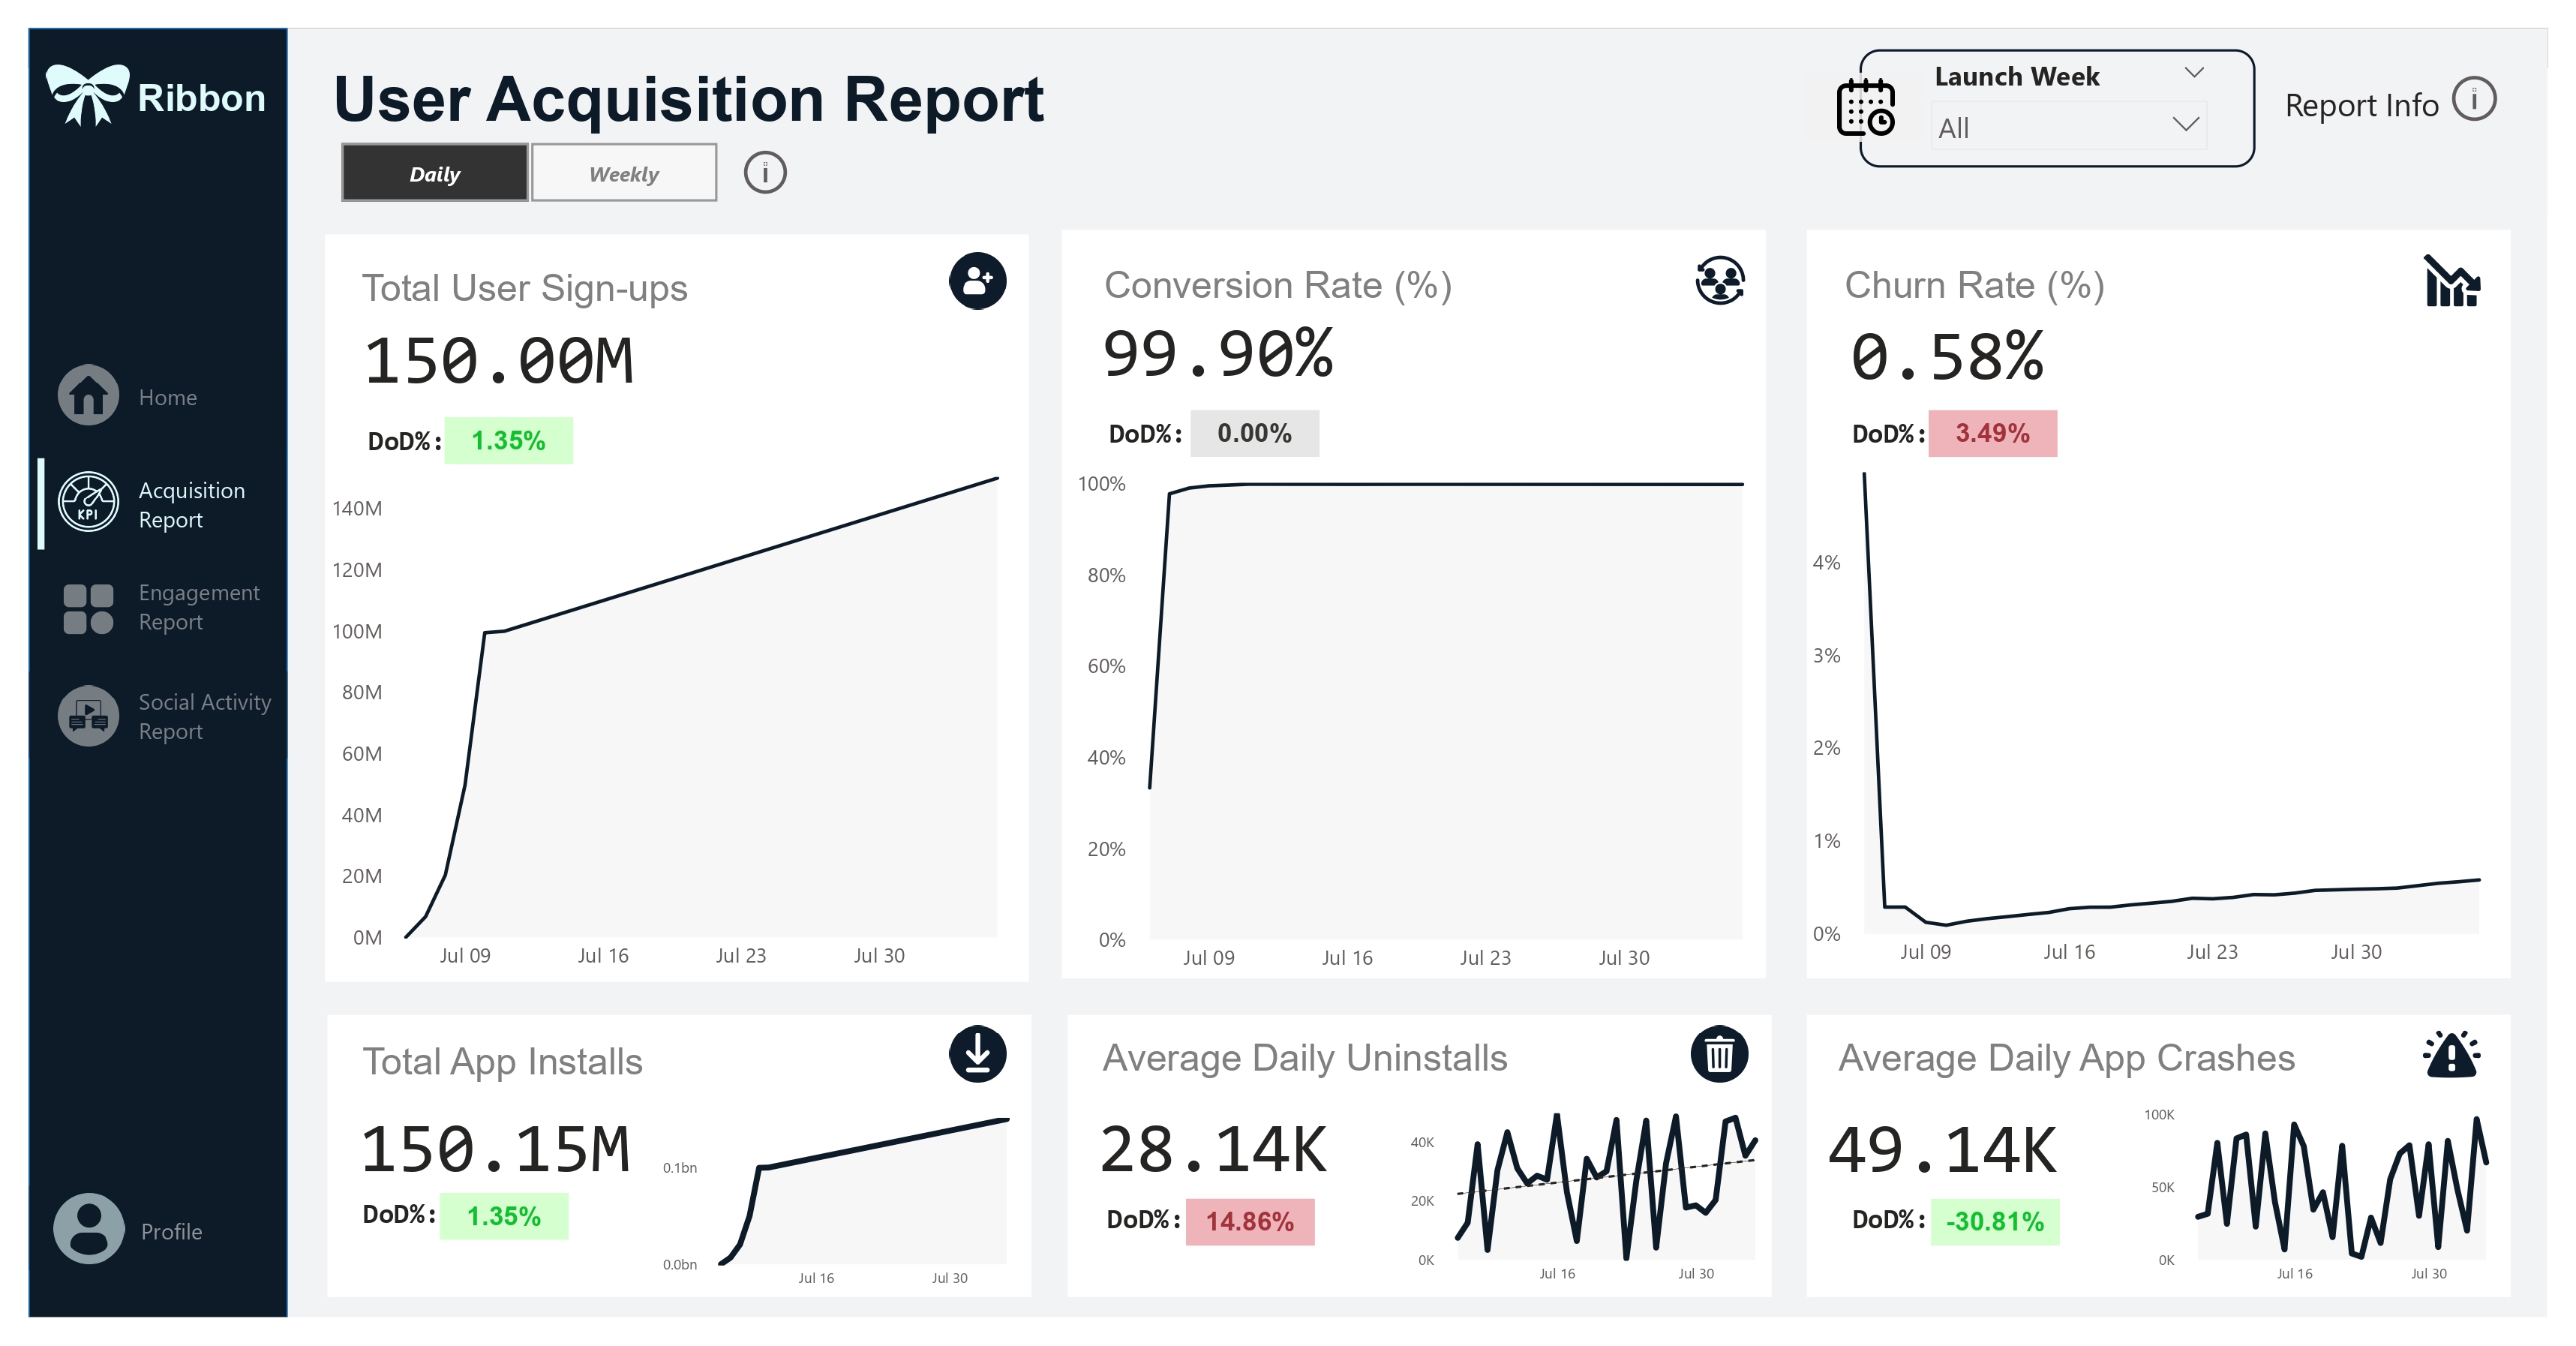 Ribbon
User Acquisition Report
Launch Week
All
Report Info
Daily
Weekly
Home
Acquisition
Report
KPI
Engagement
Report
Social Activity
Report
Profile
Total User Sign-ups
150.00M
DoD%: 1.35%
140M
120M
100M
80M
60M
40M
20M
0M
Jul 09 Jul 16 Jul 23 Jul 30
Conversion Rate (%)
99.90%
DoD%: 0.00%
100%
80%
60%
40%
20%
0%
Jul 09 Jul 16 Jul 23 Jul 30
Churn Rate (%)
0.58%
DoD%: 3.49%
4%
3%
2%
1%
0%
Jul 09 Jul 16 Jul 23 Jul 30
Total App Installs
150.15M
DoD%: 1.35%
0.1bn
0.0bn
Jul 16 Jul 30
Average Daily Uninstalls
28.14K
DoD%: 14.86%
40K
20K
0K
Jul 16 Jul 30
Average Daily App Crashes
49.14K
DoD%: -30.81%
100K
50K
0K
Jul 16 Jul 30